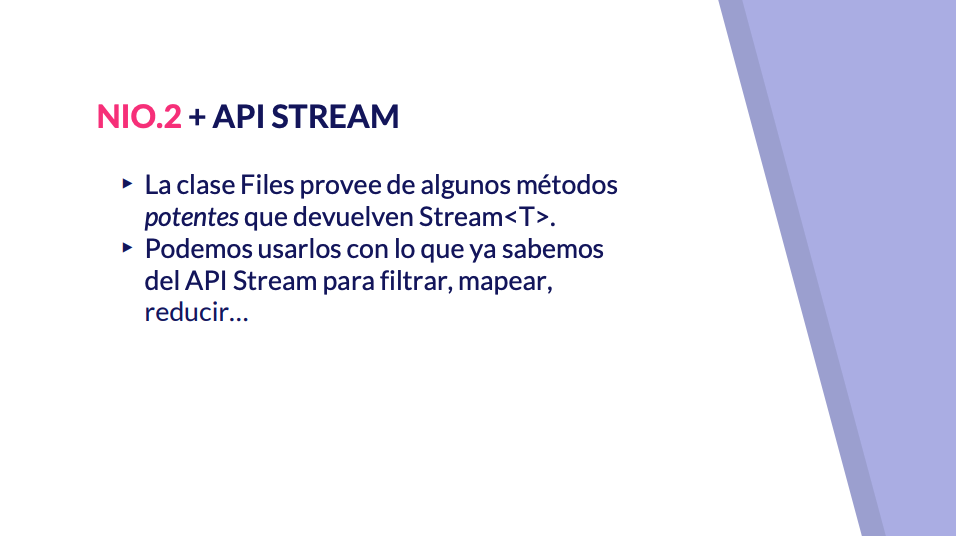 NIO.2 + API STREAM
▸ La clase Files provee de algunos métodos
potentes que devuelven Stream<T>.
▸ Podemos usarlos con lo que ya sabemos
del API Stream para filtrar, mapear,
reducir…